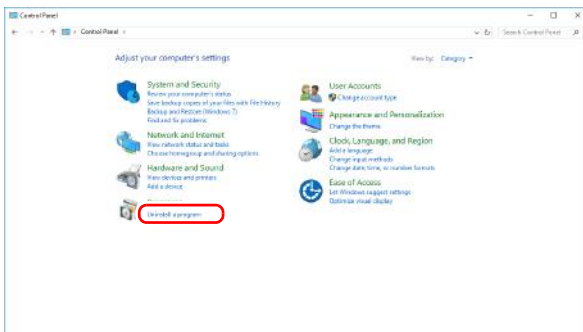 Control Panel
Control Panel
Search Control Panel
Adjust your computer's settings
View by: Category
System and Security
Review your computer's status
Save backup copies of your files with File History
Backup and Restore (Windows 7)
Find and fix problems
Network and Internet
View network status and tasks
Choose homegroup and sharing options
Hardware and Sound
View devices and printers
Add a device
Uninstall a program
User Accounts
Change account type
Appearance and Personalization
Change the theme
Clock, Language, and Region
Add a language
Change input methods
Change date, time, or number formats
Ease of Access
Let Windows suggest settings
Optimize visual display